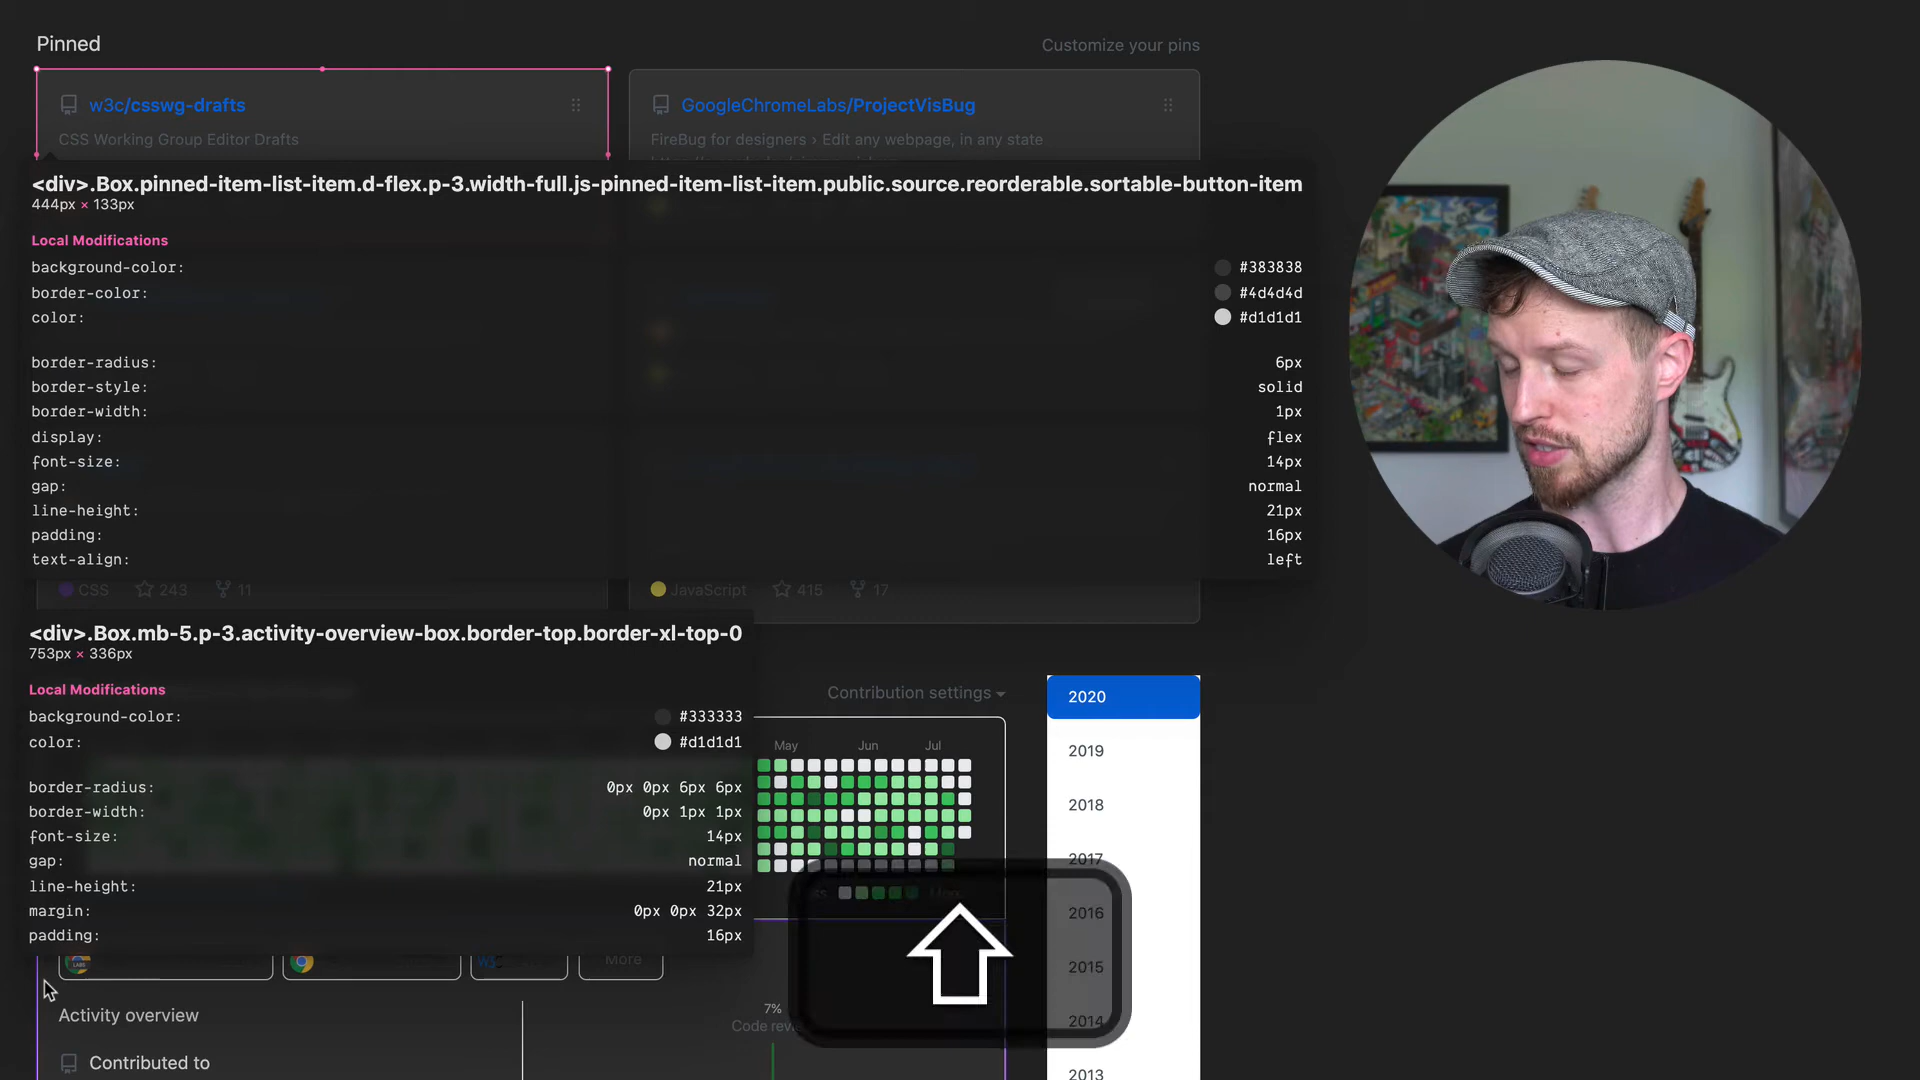 Pinned
Customize your pins
w3c/csswg-drafts
GoogleChromeLabs/ProjectVisBug
CSS Working Group Editor Drafts
FireBug for designers › Edit any webpage, in any state
<div>.Box.pinned-item-list-item.d-flex.p-3.width-full.js-pinned-item-list-item.public.source.reorderable.sortable-button-item
444px × 133px
Local Modifications
background-color: #383838
border-color: #4d4d4d
color: #d1d1d1
border-radius: 6px
border-style: solid
border-width: 1px
display: flex
font-size: 14px
gap: normal
line-height: 21px
padding: 16px
text-align: left
CSS 243 11
JavaScript 415 17
<div>.Box.mb-5.p-3.activity-overview-box.border-top.border-xl-top-0
753px × 336px
Local Modifications
background-color: #333333
color: #d1d1d1
border-radius: 0px 0px 6px 6px
border-width: 0px 1px 1px
font-size: 14px
gap: normal
line-height: 21px
margin: 0px 0px 32px
padding: 16px
Contribution settings
May Jun Jul
More
More
Activity overview
7%
Code revi
Contributed to
2020
2019
2018
2017
2016
2015
2014
2013